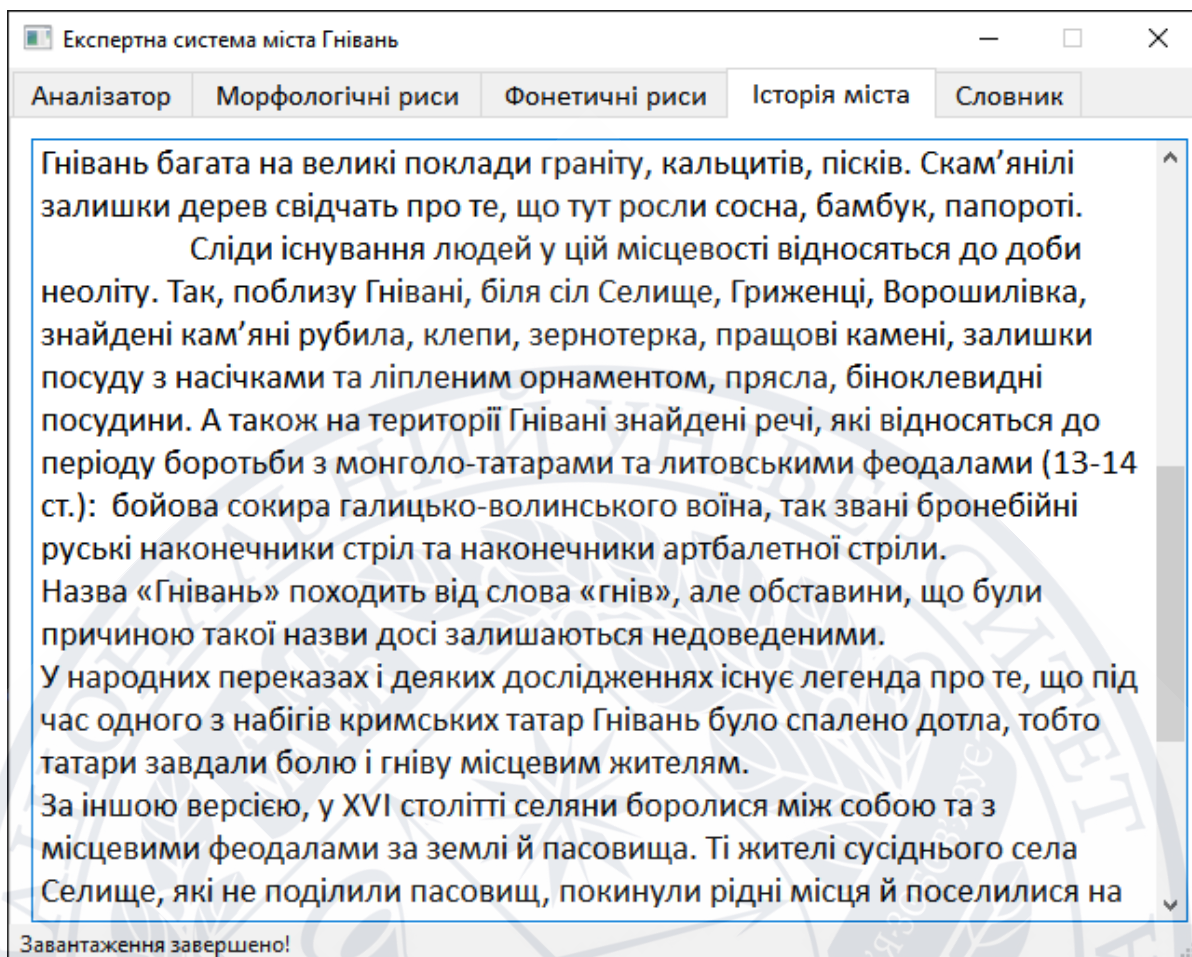 Експертна система міста Гнівань
Аналізатор Морфологічні риси Фонетичні риси Історія міста Словник
Гнівань багата на великі поклади граніту, кальцитів, пісків. Скам’янілі
залишки дерев свідчать про те, що тут росли сосна, бамбук, папороті.
Сліди існування людей у цій місцевості відносяться до доби
неоліту. Так, поблизу Гнівані, біля сіл Селище, Гриженці, Ворошилівка,
знайдені кам’яні рубила, клепи, зернотерка, пращові камені, залишки
посуду з насічками та ліпленим орнаментом, прясла, біноклевидні
посудини. А також на території Гнівані знайдені речі, які відносяться до
періоду боротьби з монголо-татарами та литовськими феодалами (13-14
ст.):  бойова сокира галицько-волинського воїна, так звані бронебійні
руські наконечники стріл та наконечники артбалетної стріли.
Назва «Гнівань» походить від слова «гнів», але обставини, що були
причиною такої назви досі залишаються недоведеними.
У народних переказах і деяких дослідженнях існує легенда про те, що під
час одного з набігів кримських татар Гнівань було спалено дотла, тобто
татари завдали болю і гніву місцевим жителям.
За іншою версією, у XVI столітті селяни боролися між собою та з
місцевими феодалами за землі й пасовища. Ті жителі сусіднього села
Селище, які не поділили пасовищ, покинули рідні місця й поселилися на
Завантаження завершено!